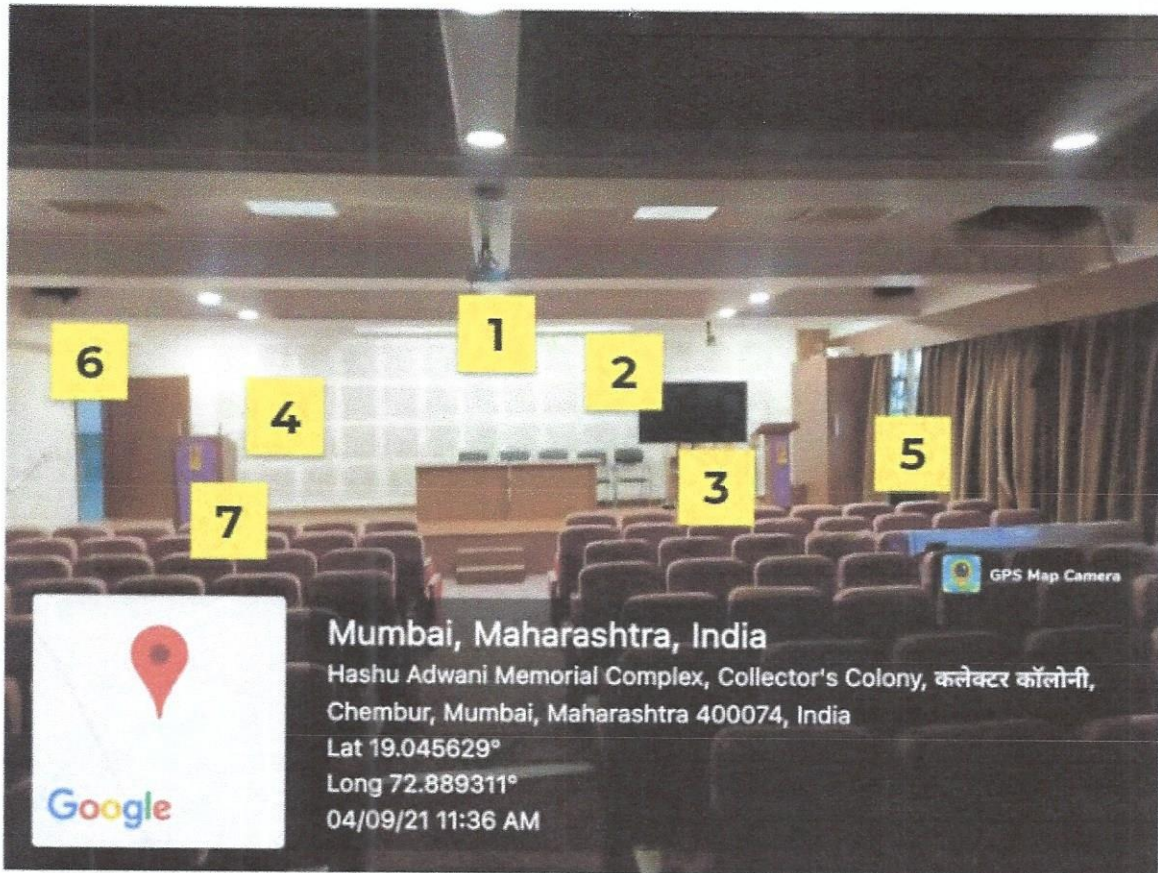 1
2
6
4
5
3
7
GPS Map Camera
Mumbai, Maharashtra, India
Hashu Adwani Memorial Complex, Collector's Colony, कलेक्टर कॉलोनी,
Chembur, Mumbai, Maharashtra 400074, India
Lat 19.045629°
Long 72.889311°
04/09/21 11:36 AM
Google